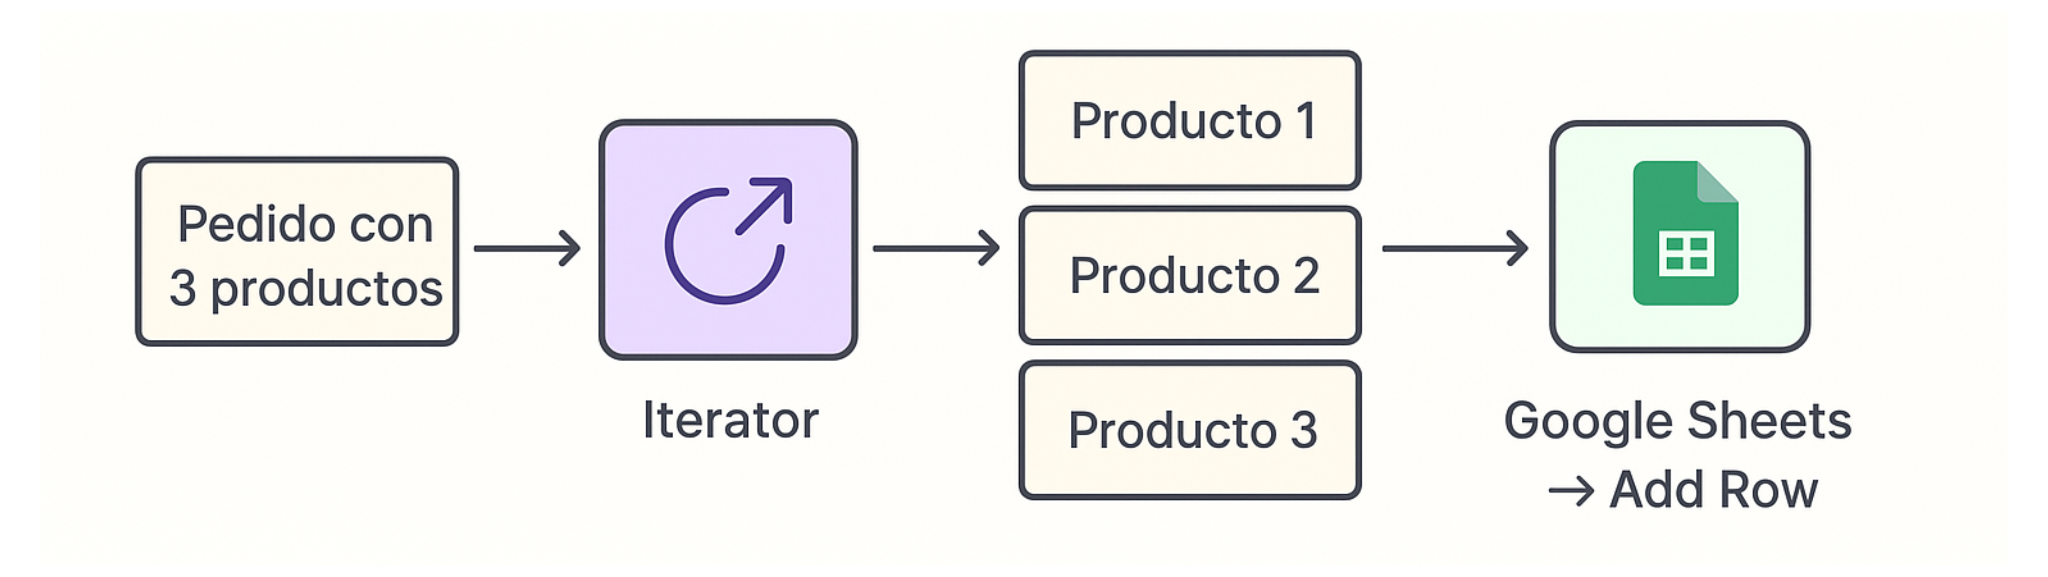 Pedido con
3 productos
Iterator
Producto 1
Producto 2
Producto 3
Google Sheets
→ Add Row